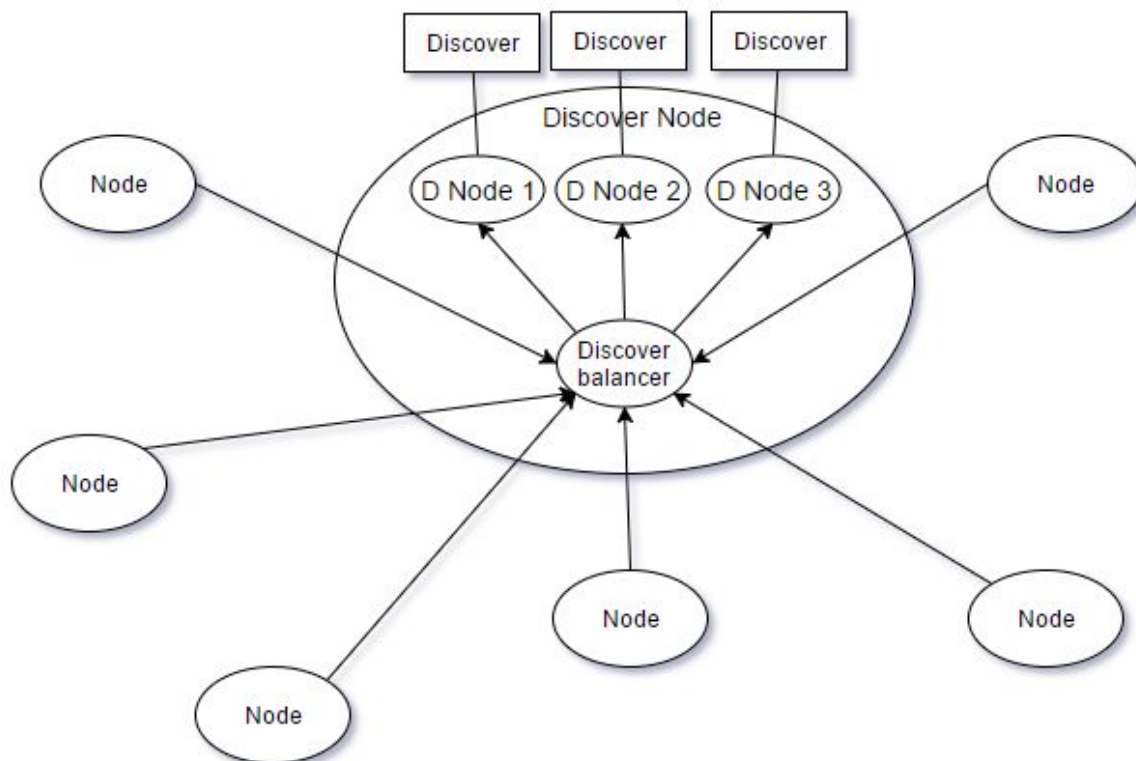 Discover
Discover
Discover
Discover Node
Node
D Node 1
D Node 2
D Node 3
Node
Discover
balancer
Node
Node
Node
Node